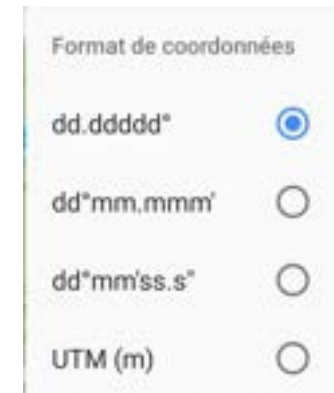 Format de coordonnées
dd.ddddd°
dd°mm.mmm'
dd°mm'ss.s"
UTM (m)